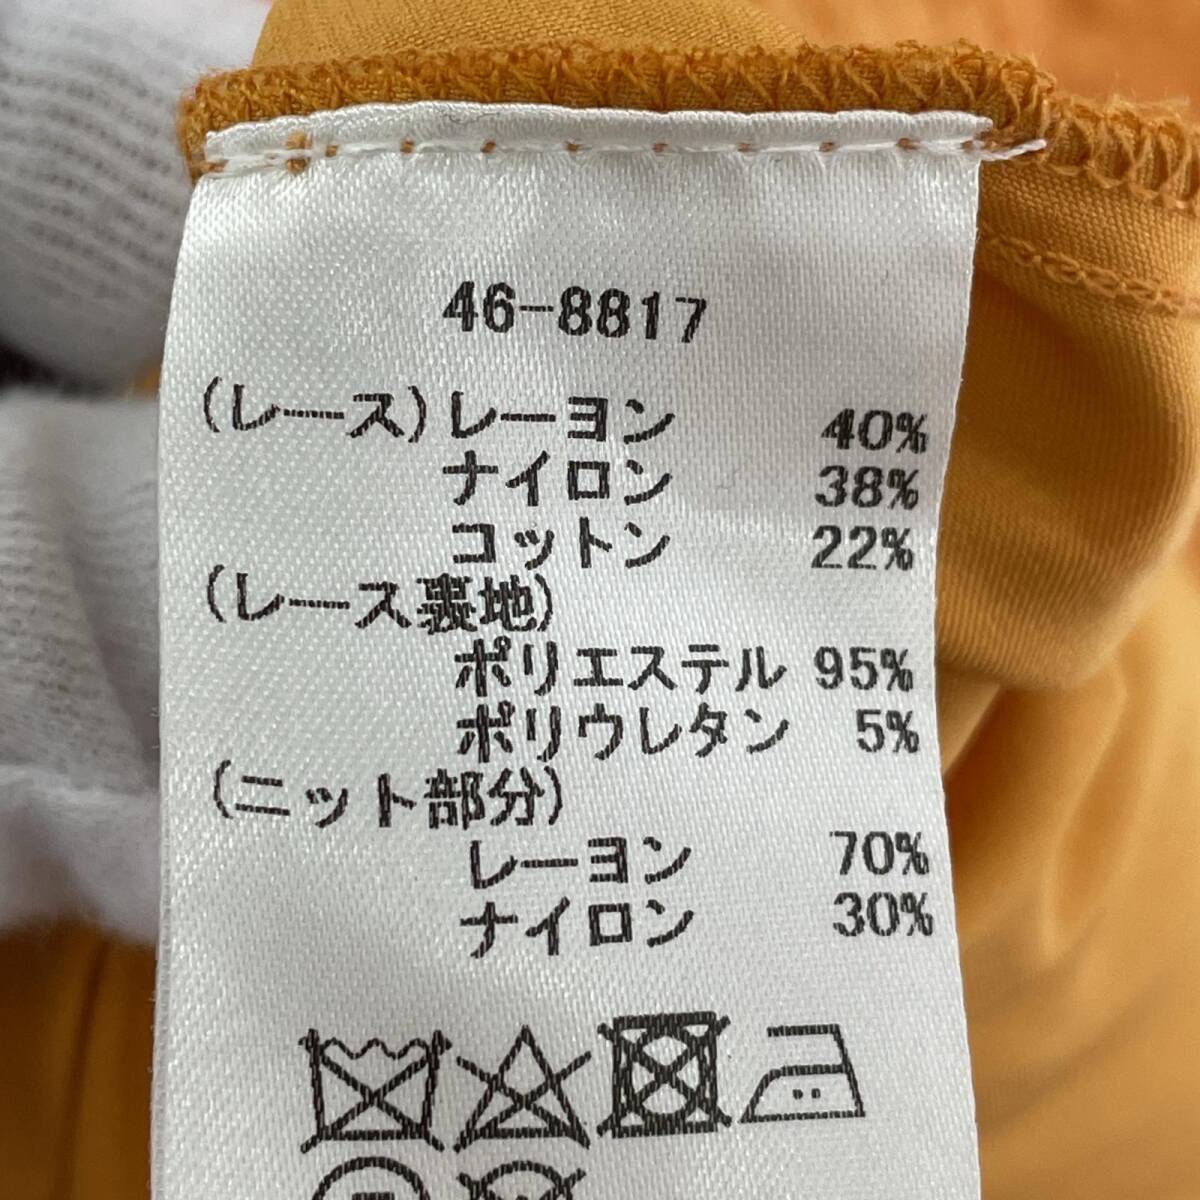 46-8817
(レース)レーヨン 40%
ナイロン 38%
コットン 22%
(レース裏地)
ポリエステル 95%
ポリウレタン 5%
(ニット部分)
レーヨン 70%
ナイロン 30%